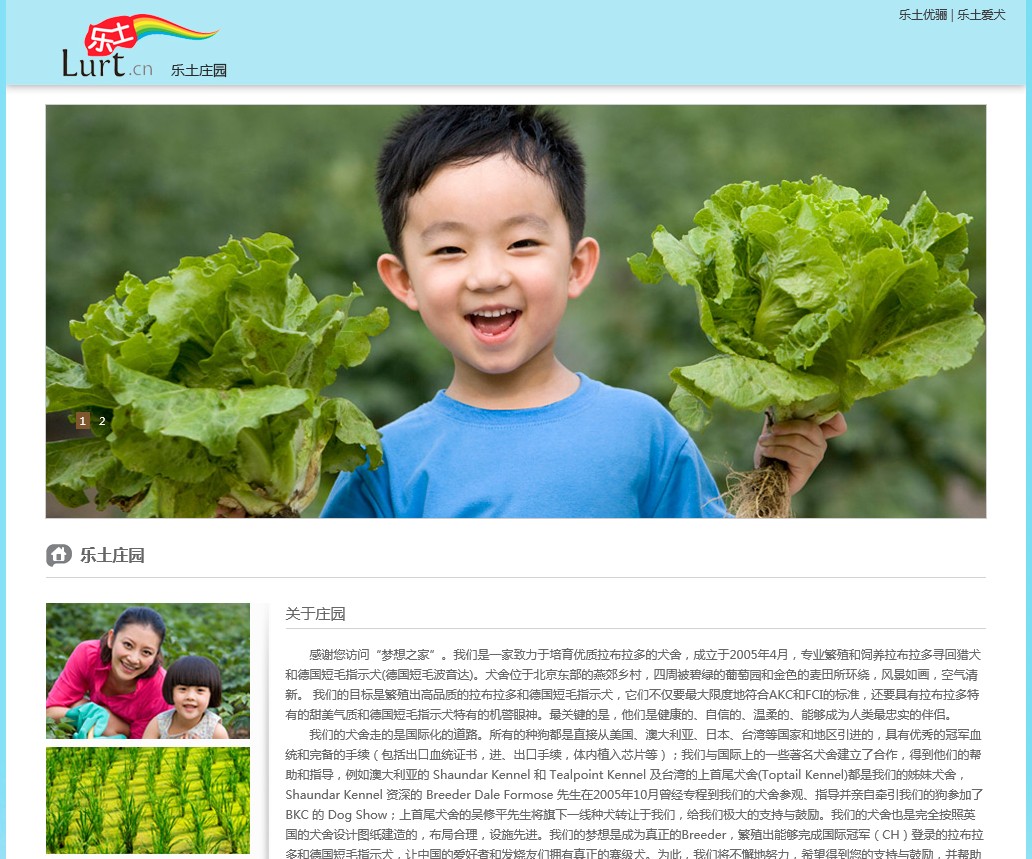 乐土优骊 | 乐土爱犬
乐土
Lurt.cn 乐土庄园
1 2
乐土庄园
关于庄园
感谢您访问“梦想之家”。我们是一家致力于培育优质拉布拉多的犬舍，成立于2005年4月，专业繁殖和饲养拉布拉多寻回猎犬
和德国短毛指示犬(德国短毛波音达)。犬舍位于北京东部的燕郊乡村，四周被碧绿的葡萄园和金色的麦田所环绕，风景如画，空气清
新。 我们的目标是繁殖出高品质的拉布拉多和德国短毛指示犬，它们不仅要最大限度地符合AKC和FCI的标准，还要具有拉布拉多特
有的甜美气质和德国短毛指示犬特有的机警眼神。最关键的是，他们是健康的、自信的、温柔的、能够成为人类最忠实的伴侣。
我们的犬舍走的是国际化的道路。所有的种狗都是直接从美国、澳大利亚、日本、台湾等国家和地区引进的，具有优秀的冠军血
统和完备的手续（包括出口血统证书，进、出口手续，体内植入芯片等）；我们与国际上的一些著名犬舍建立了合作，得到他们的帮
助和指导，例如澳大利亚的 Shaundar Kennel 和 Tealpoint Kennel 及台湾的上首尾犬舍(Toptail Kennel)都是我们的姊妹犬舍，
Shaundar Kennel 资深的 Breeder Dale Formose 先生在2005年10月曾经专程到我们的犬舍参观、指导并亲自牵引我们的狗参加了
BKC 的 Dog Show；上首尾犬舍的吴修平先生将旗下一线种犬转让于我们，给我们极大的支持与鼓励。我们的犬舍也是完全按照英
国的犬舍设计图纸建造的，布局合理，设施先进。我们的梦想是成为真正的Breeder，繁殖出能够完成国际冠军（CH）登录的拉布拉
多和德国短毛指示犬，让中国的爱好者和发烧友们拥有真正的赛级犬。为此，我们将不懈地努力，希望得到您的支持与鼓励，并帮助